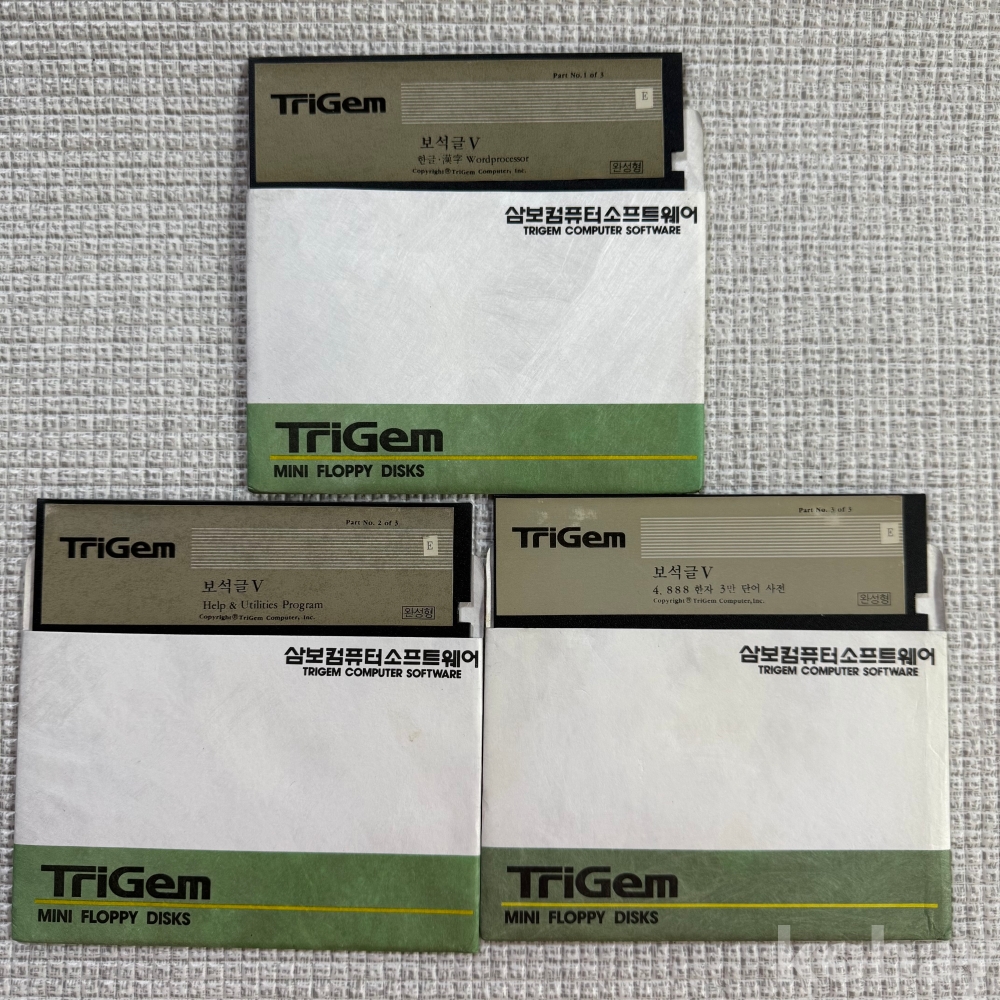 Part No. 1 of 3
TriGem
E
보석글 V
한글·漢字 Wordprocessor
완성형
Copyright®TriGem Computer, Inc.
삼보컴퓨터소프트웨어
TRIGEM COMPUTER SOFTWARE
TriGem
MINI FLOPPY DISKS
Part No. 2 of 3
TriGem
E
보석글 V
Help & Utilities Program
완성형
Copyright®TriGem Computer, Inc.
삼보컴퓨터소프트웨어
TRIGEM COMPUTER SOFTWARE
TriGem
MINI FLOPPY DISKS
Part No. 3 of 3
TriGem
E
보석글 V
4,888 한자 3만 단어 사전
완성형
Copyright®TriGem Computer, Inc.
삼보컴퓨터소프트웨어
TRIGEM COMPUTER SOFTWARE
TriGem
MINI FLOPPY DISKS